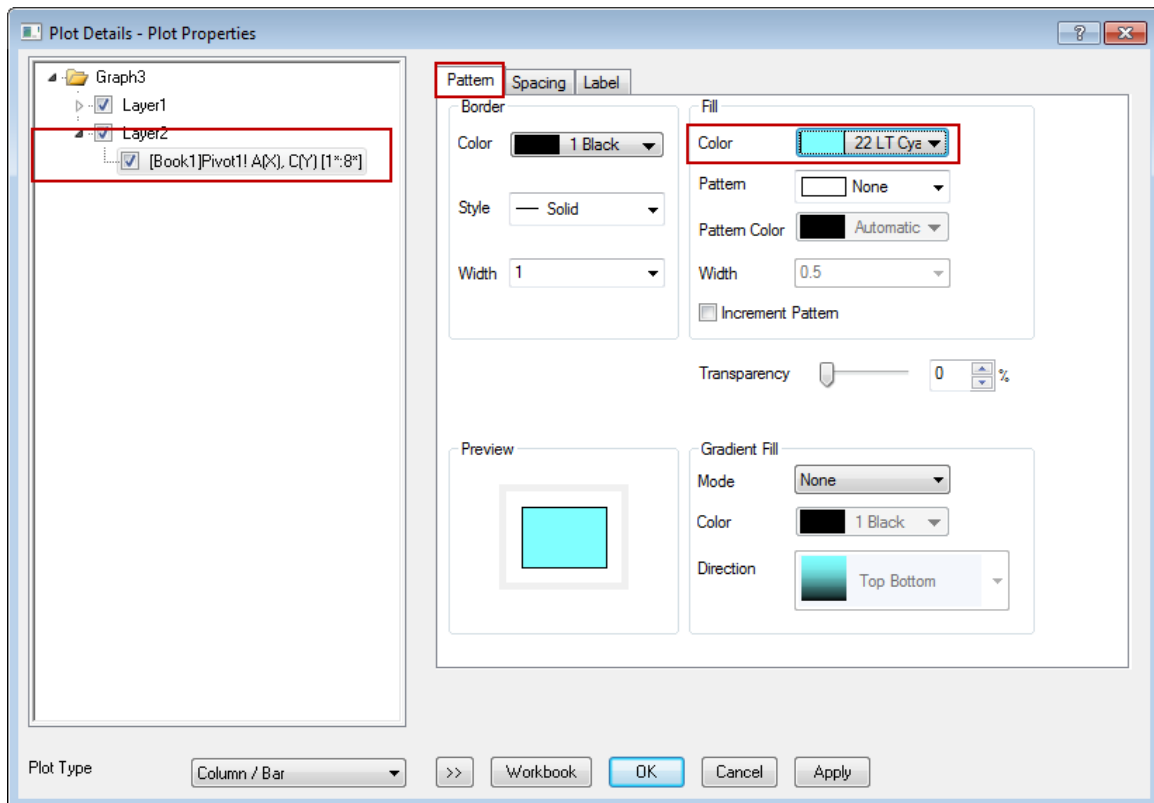 Plot Details - Plot Properties
Graph3
Layer1
Layer2
[Book1]Pivot1! A(X), C(Y) [1*:8*]
Pattern Spacing Label
Border
Color 1 Black
Style Solid
Width 1
Fill
Color 22 LT Cya
Pattern None
Pattern Color Automatic
Width 0.5
Increment Pattern
Transparency 0 %
Preview
Gradient Fill
Mode None
Color 1 Black
Direction Top Bottom
Plot Type Column / Bar >> Workbook OK Cancel Apply